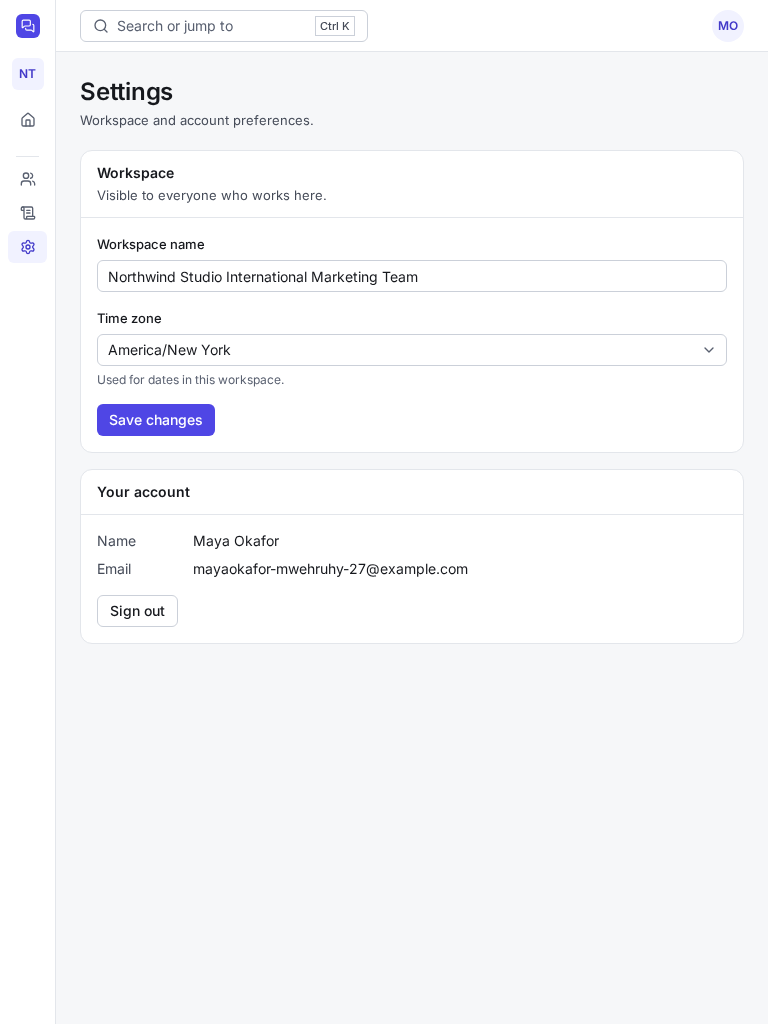 Search or jump to
Ctrl K
MO
NT
Settings
Workspace and account preferences.
Workspace
Visible to everyone who works here.
Workspace name
Northwind Studio International Marketing Team
Time zone
America/New York
Used for dates in this workspace.
Save changes
Your account
Name Maya Okafor
Email mayaokafor-mwehruhy-27@example.com
Sign out